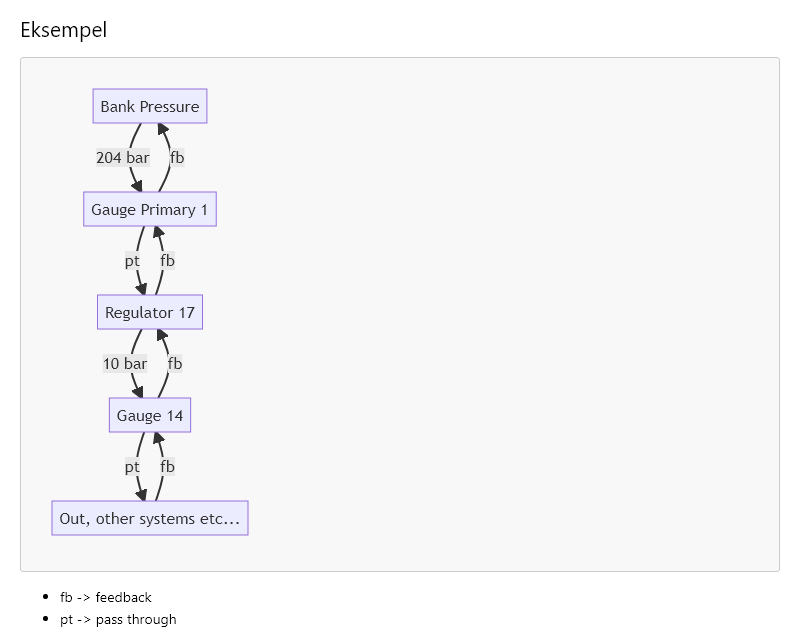 Eksempel
Bank Pressure
204 bar
fb
Gauge Primary 1
pt
fb
Regulator 17
10 bar
fb
Gauge 14
pt
fb
Out, other systems etc...
fb -> feedback
pt -> pass through